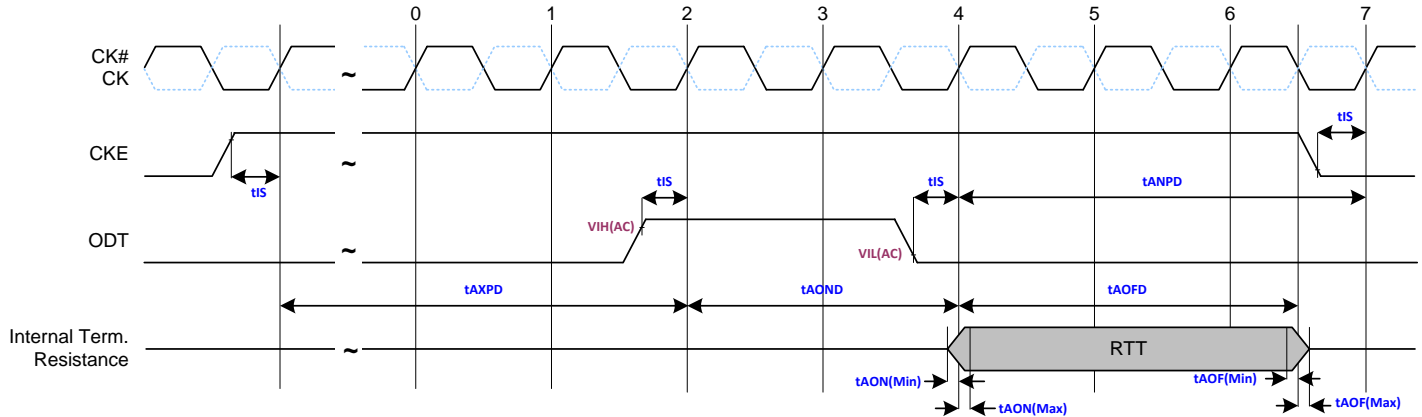 0 1 2 3 4 5 6 7
CK#
CK
CKE
tIS
tIS
tIS
tIS
tANPD
ODT
VIH(AC)
VIL(AC)
tAXPD
tAOND
tAOFD
Internal Term.
Resistance
RTT
tAON(Min)
tAOF(Min)
tAON(Max)
tAOF(Max)